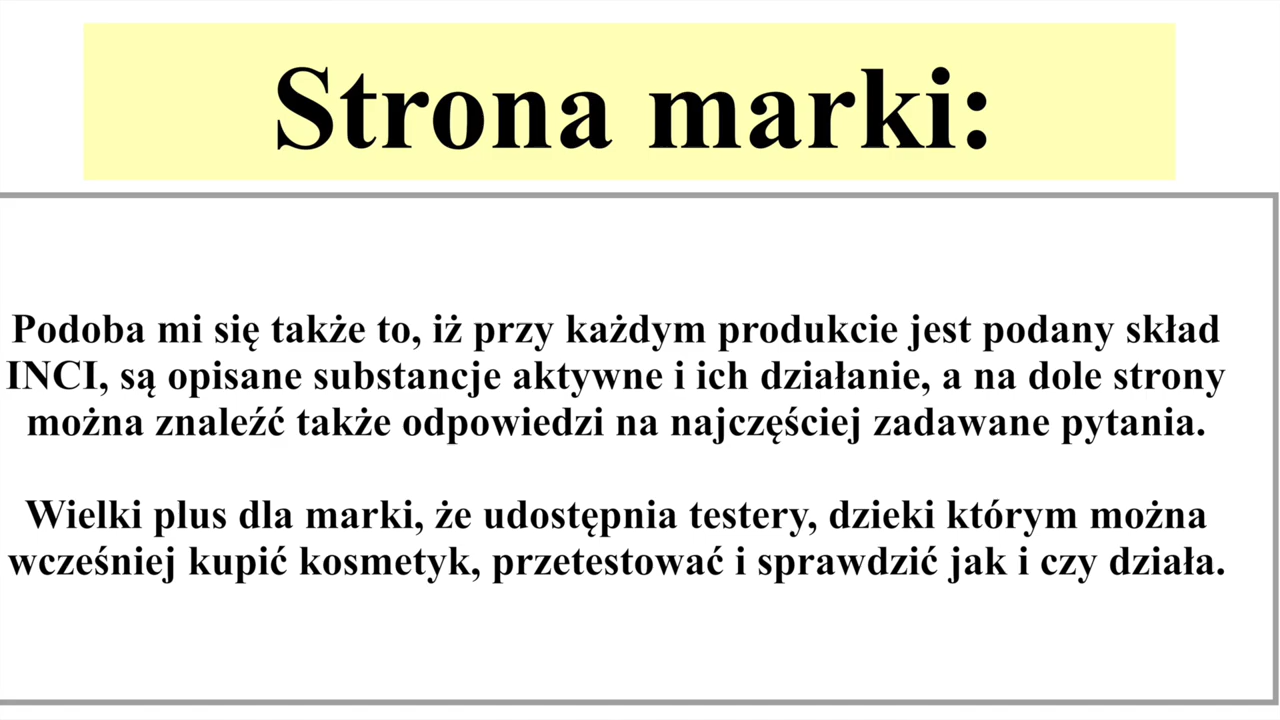 Strona marki:
Podoba mi się także to, iż przy każdym produkcie jest podany skład
INCI, są opisane substancje aktywne i ich działanie, a na dole strony
można znaleźć także odpowiedzi na najczęściej zadawane pytania.
Wielki plus dla marki, że udostępnia testery, dzieki którym można
wcześniej kupić kosmetyk, przetestować i sprawdzić jak i czy działa.